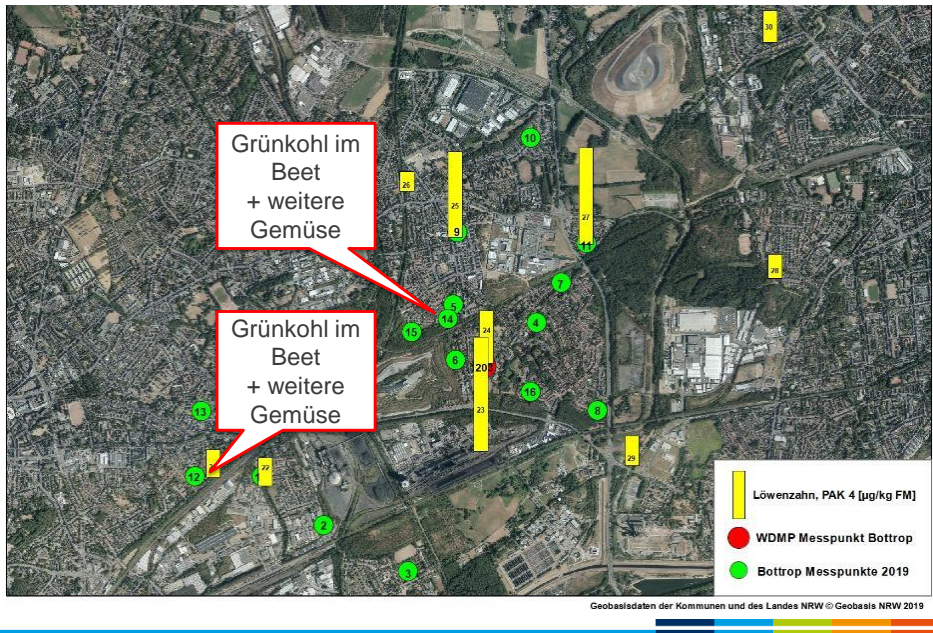 30
10
Grünkohl im
Beet
+ weitere
Gemüse
26
25
27
9
11
28
7
5
14
4
15
24
Grünkohl im
Beet
+ weitere
Gemüse
6
20
16
13
23
8
29
12
22
2
3
Löwenzahn, PAK 4 [µg/kg FM]
WDMP Messpunkt Bottrop
Bottrop Messpunkte 2019
Geobasisdaten der Kommunen und des Landes NRW © Geobasis NRW 2019